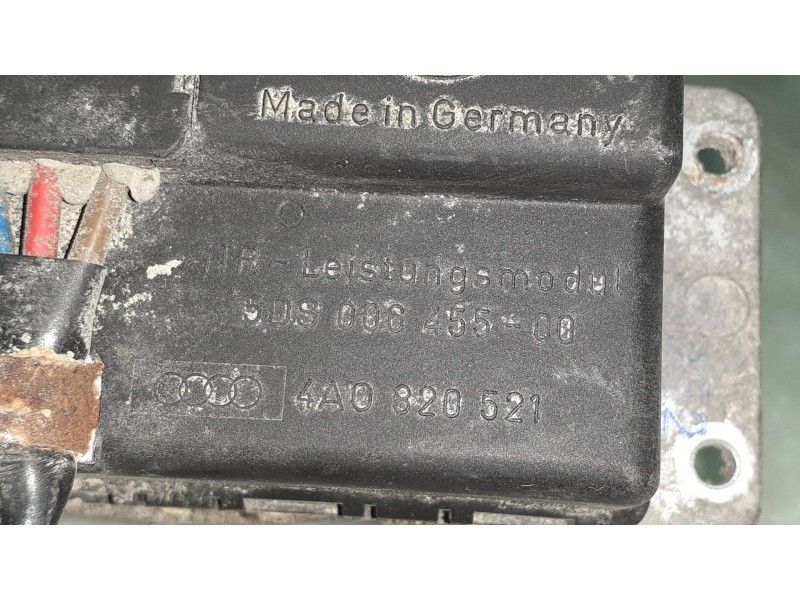 Made in Germany
- Leistungsmodul
5DS 006 455-00
4A0 820 521